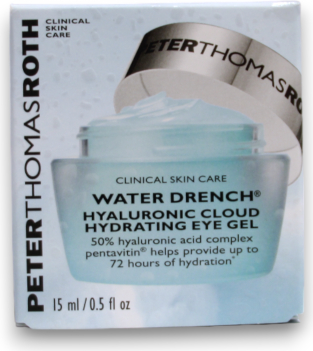 PETERTHOMASROTH
CLINICAL
SKIN
CARE
PETERTHOMASROTH
CLINICAL SKIN CARE
WATER DRENCH®
HYALURONIC CLOUD
HYDRATING EYE GEL
50% hyaluronic acid complex
pentavitin® helps provide up to
72 hours of hydration*
15 ml/0.5 fl oz